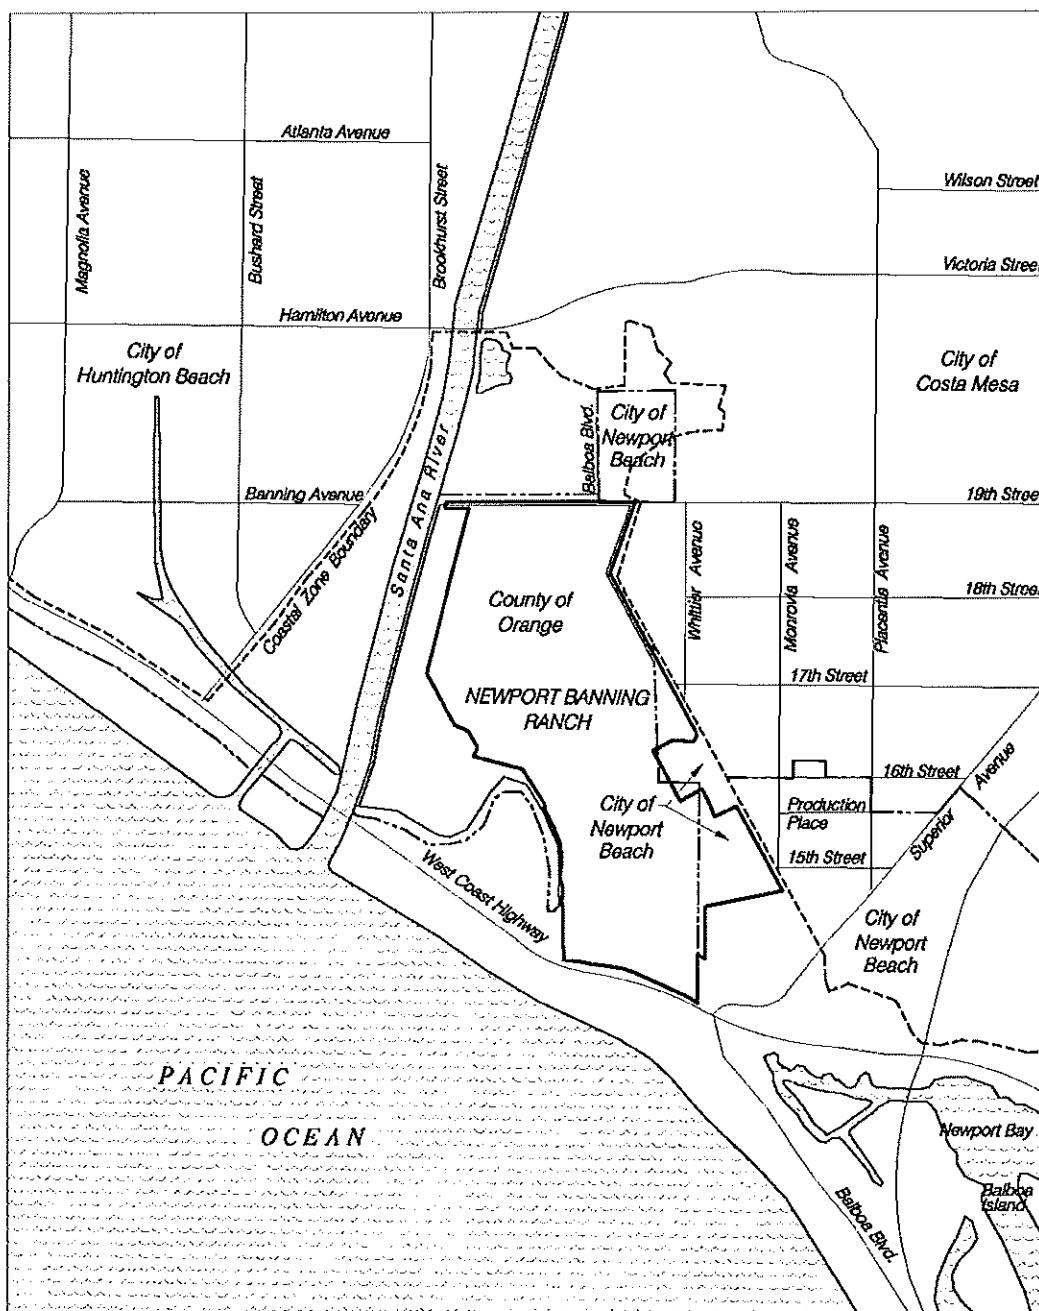 Atlanta Avenue
Magnolia Avenue
Bushard Street
Brookhurst Street
Wilson Street
Victoria Street
Hamilton Avenue
City of
Huntington Beach
City of
Costa Mesa
Balboa Blvd.
City of
Newport
Beach
Santa Ana River
Banning Avenue
19th Street
Coastal Zone Boundary
Whittier Avenue
Monrovia Avenue
Placentia Avenue
18th Street
County of
Orange
17th Street
NEWPORT BANNING
RANCH
16th Street
Superior Avenue
City of
Newport
Beach
Production
Place
15th Street
West Coast Highway
City of
Newport
Beach
PACIFIC
OCEAN
Newport Bay
Balboa
Island
Balboa Blvd.